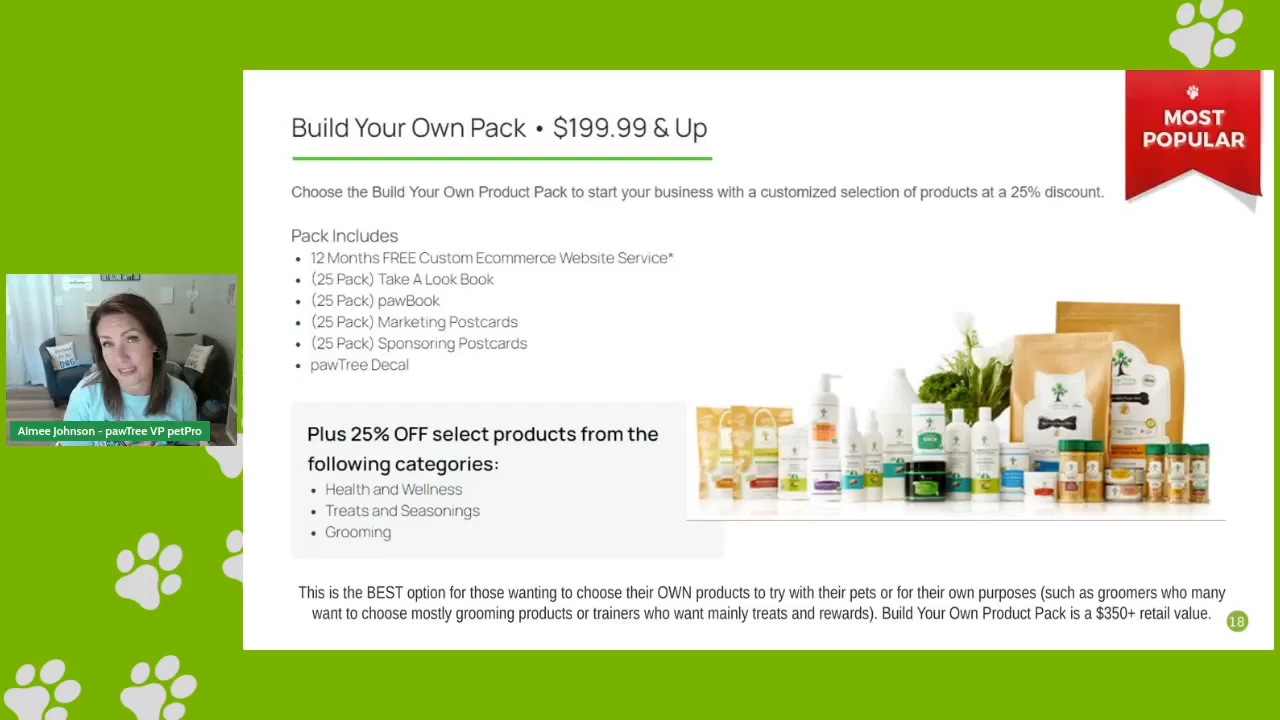 Build Your Own Pack • $199.99 & Up
MOST
POPULAR
Choose the Build Your Own Product Pack to start your business with a customized selection of products at a 25% discount.
Pack Includes
• 12 Months FREE Custom Ecommerce Website Service*
• (25 Pack) Take A Look Book
• (25 Pack) pawBook
• (25 Pack) Marketing Postcards
• (25 Pack) Sponsoring Postcards
• pawTree Decal
Aimee Johnson - pawTree VP petPro
Plus 25% OFF select products from the
following categories:
• Health and Wellness
• Treats and Seasonings
• Grooming
This is the BEST option for those wanting to choose their OWN products to try with their pets or for their own purposes (such as groomers who many
want to choose mostly grooming products or trainers who want mainly treats and rewards). Build Your Own Product Pack is a $350+ retail value.
18